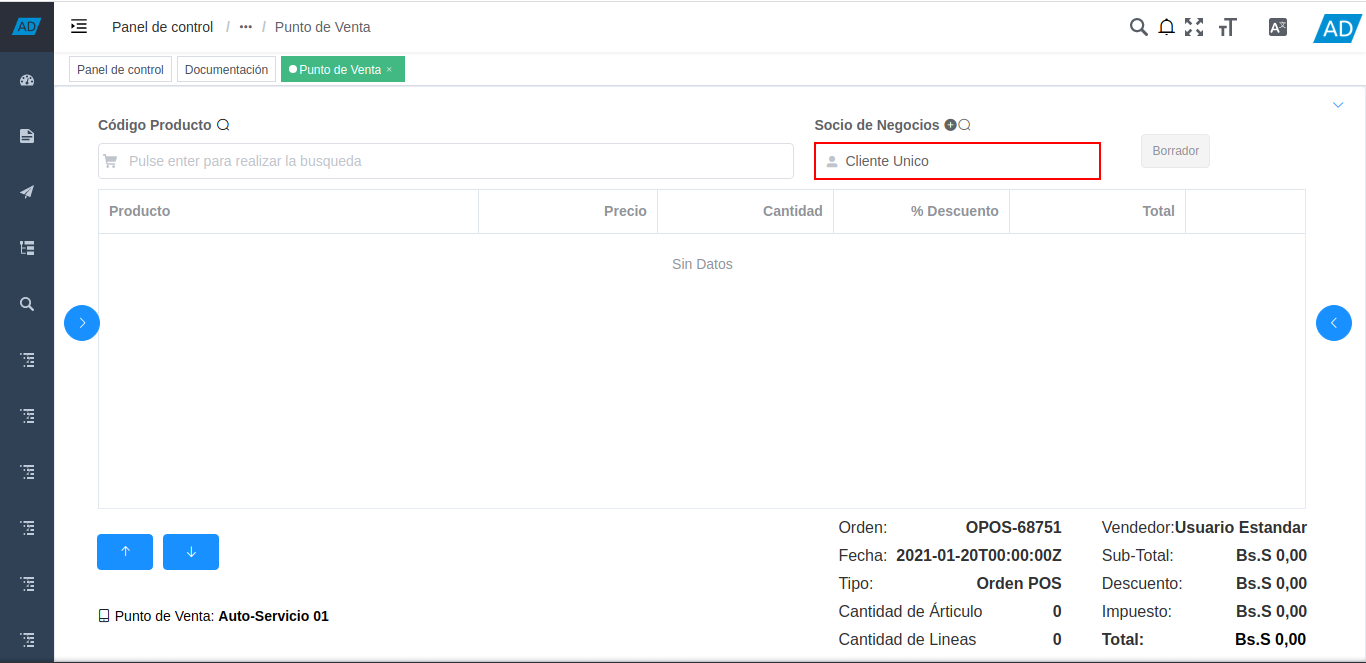 AD
Panel de control / ••• / Punto de Venta
AD
Panel de control
Documentación
Punto de Venta ×
Código Producto
Socio de Negocios
Pulse enter para realizar la busqueda
Cliente Unico
Borrador
Producto Precio Cantidad % Descuento Total
Sin Datos
Orden: OPOS-68751
Fecha: 2021-01-20T00:00:00Z
Tipo: Orden POS
Cantidad de Árticulo 0
Cantidad de Lineas 0
Vendedor:Usuario Estandar
Sub-Total: Bs.S 0,00
Descuento: Bs.S 0,00
Impuesto: Bs.S 0,00
Total: Bs.S 0,00
Punto de Venta: Auto-Servicio 01